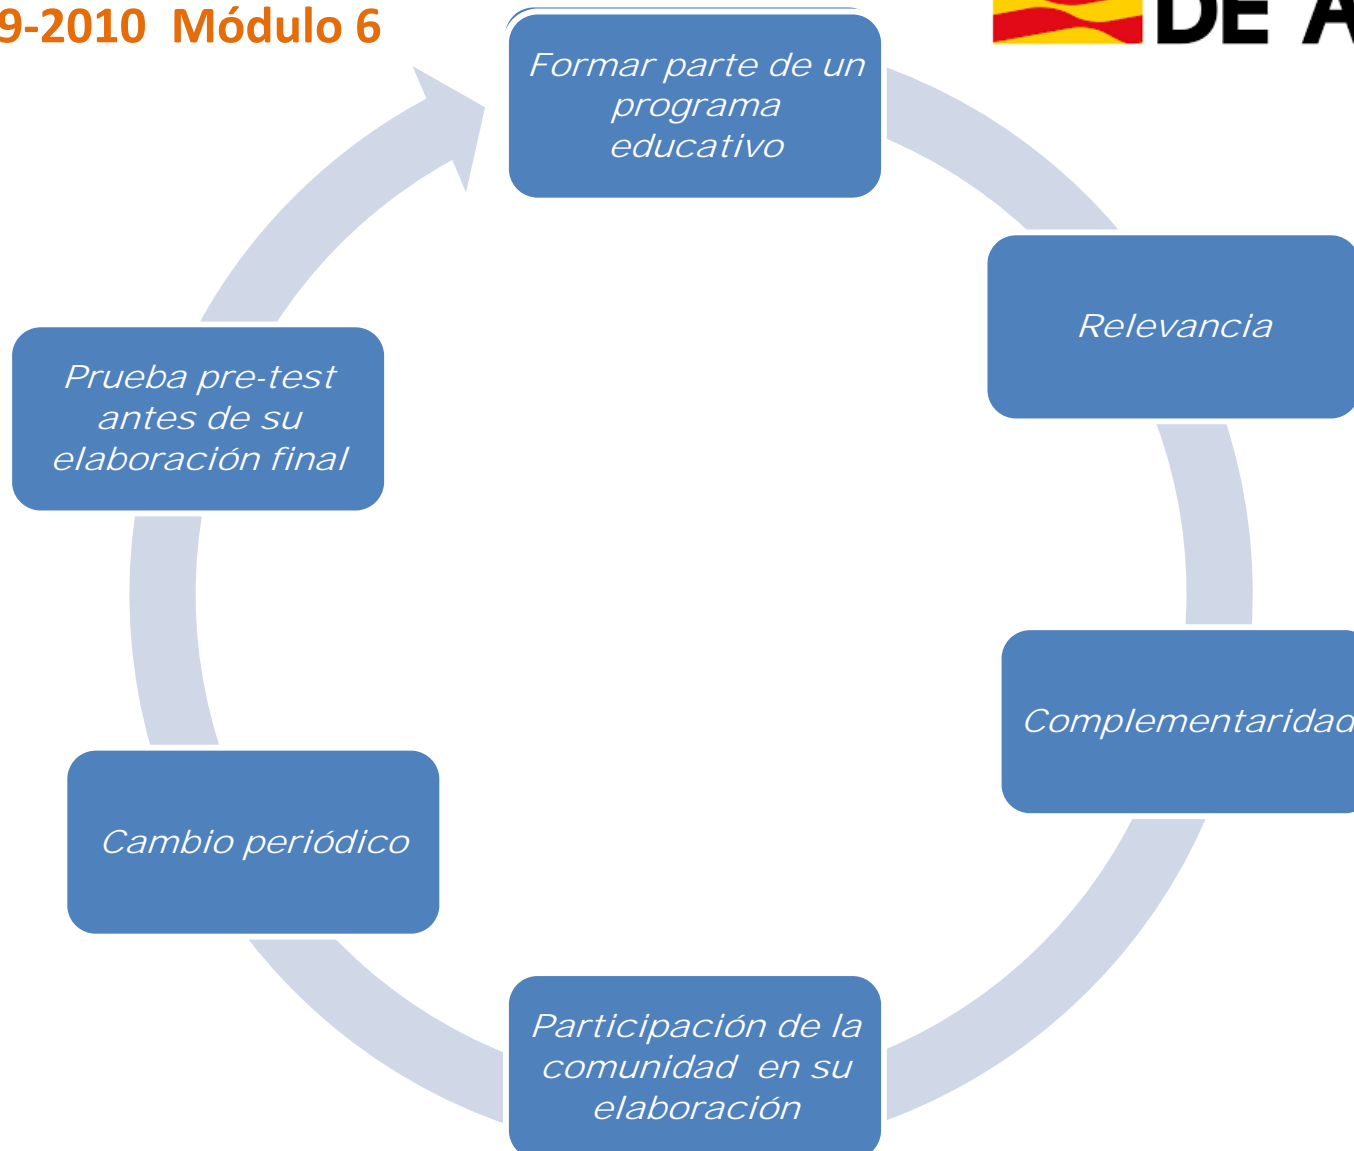 9-2010 Módulo 6
DE A
Formar parte de un
programa
educativo
Relevancia
Prueba pre-test
antes de su
elaboración final
Complementaridad
Cambio periódico
Participación de la
comunidad en su
elaboración